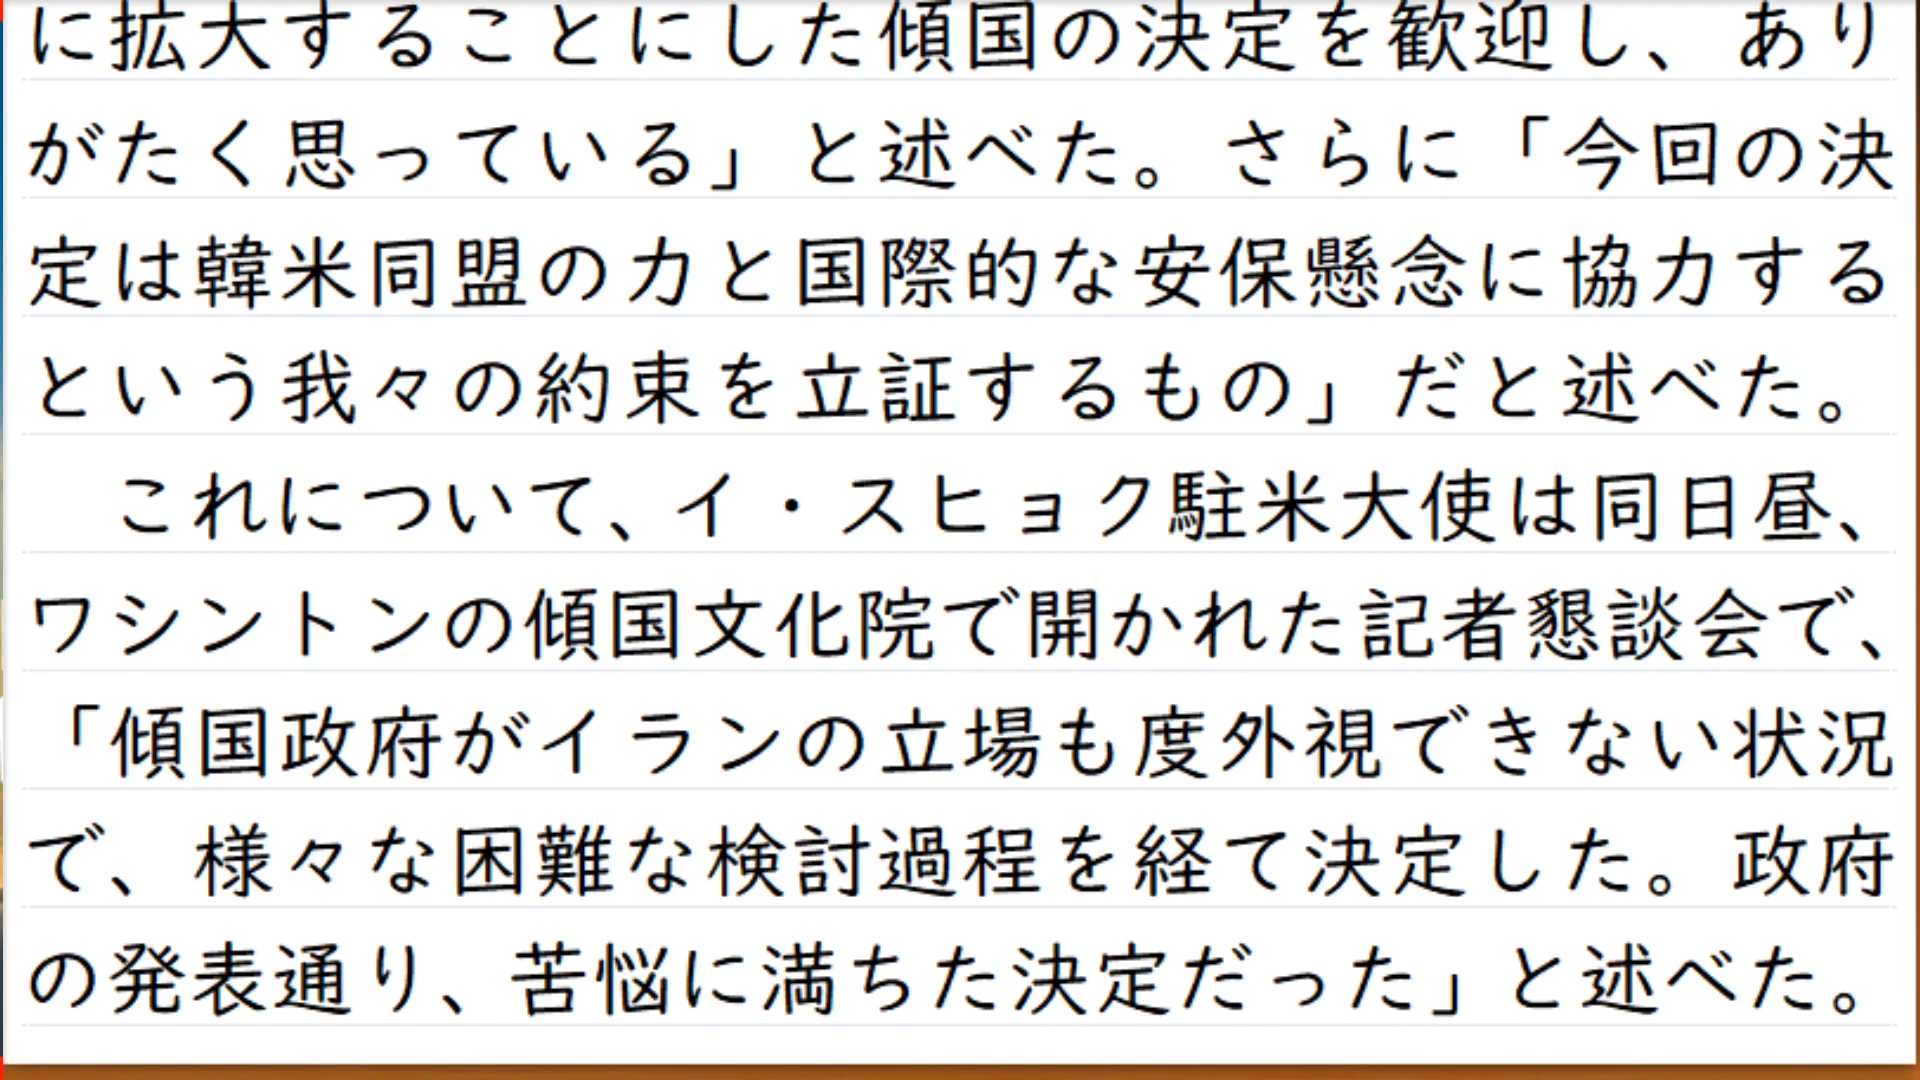 に拡大することにした傾国の決定を歓迎し、あり
がたく思っている」と述べた。さらに「今回の決
定は韓米同盟の力と国際的な安保懸念に協力する
という我々の約束を立証するもの」だと述べた。
これについて、イ・スヒョク駐米大使は同日昼、
ワシントンの傾国文化院で開かれた記者懇談会で、
「傾国政府がイランの立場も度外視できない状況
で、様々な困難な検討過程を経て決定した。政府
の発表通り、苦悩に満ちた決定だった」と述べた。